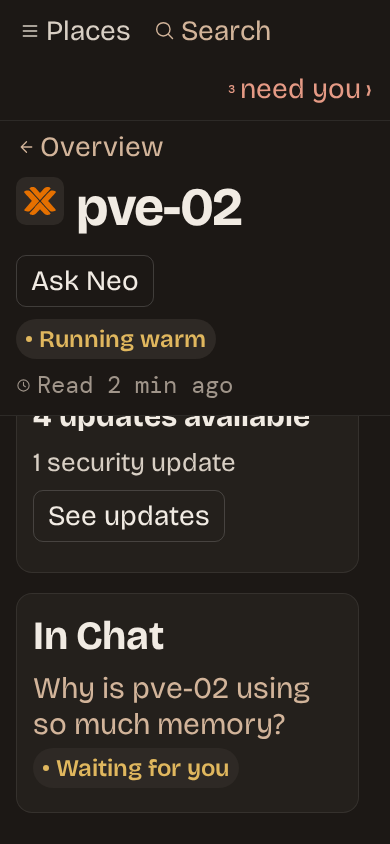 Places Search
3 need you ›
← Overview
pve-02
Ask Neo
• Running warm
Read 2 min ago
4 updates available
1 security update
See updates
In Chat
Why is pve-02 using
so much memory?
• Waiting for you